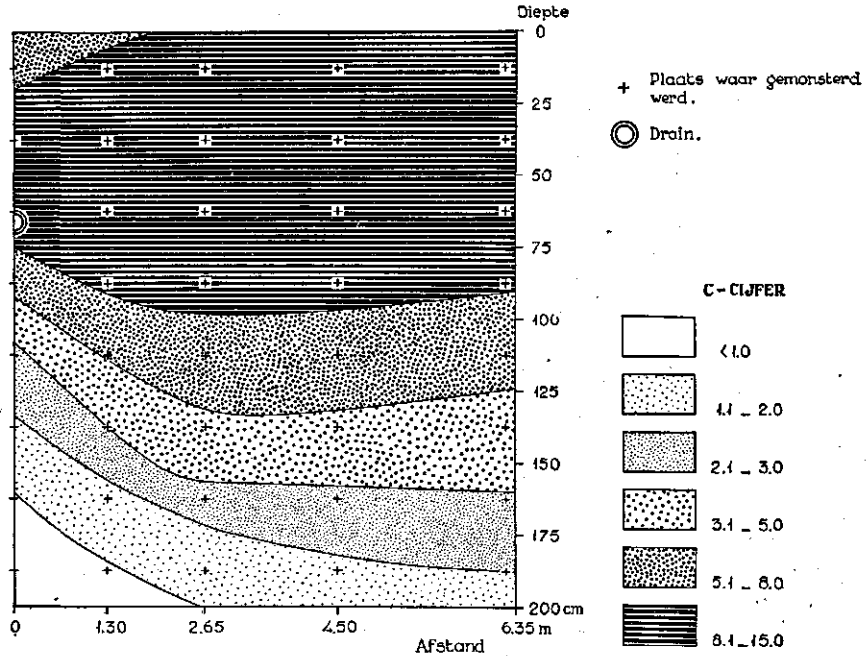 Diepte
0
25
50
75
100
125
150
175
200 cm
0 1.30 2.65 4.50 6.35 m
Afstand
+ Plaats waar gemonsterd
werd.
Drain.
C-CIJFER
<1.0
1.1 - 2.0
2.1 - 3.0
3.1 - 5.0
5.1 - 8.0
8.1 - 15.0